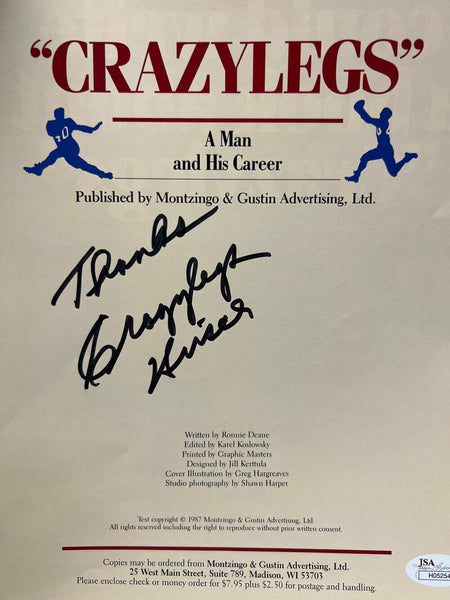 “CRAZYLEGS”
A Man
and His Career
Published by Montzingo & Gustin Advertising, Ltd.
Thanks
Crazylegs
Hirsch
Written by Ronnie Deane
Edited by Karel Koslowsky
Printed by Graphic Masters
Designed by Jill Kerttula
Cover Illustration by Greg Hargreaves
Studio photography by Shawn Harper
Text copyright © 1987 Montzingo & Gustin Advertising, Ltd.
All rights reserved including the right to reproduce without prior written consent.
Copies may be ordered from Montzingo & Gustin Advertising, Ltd.
25 West Main Street, Suite 789, Madison, WI 53703
Please enclose check or money order for $7.95 plus $2.50 for postage and handling.
JSA
H05254